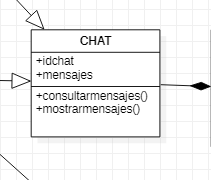 CHAT
+idchat
+mensajes
+consultarmensajes()
+mostrarmensajes()